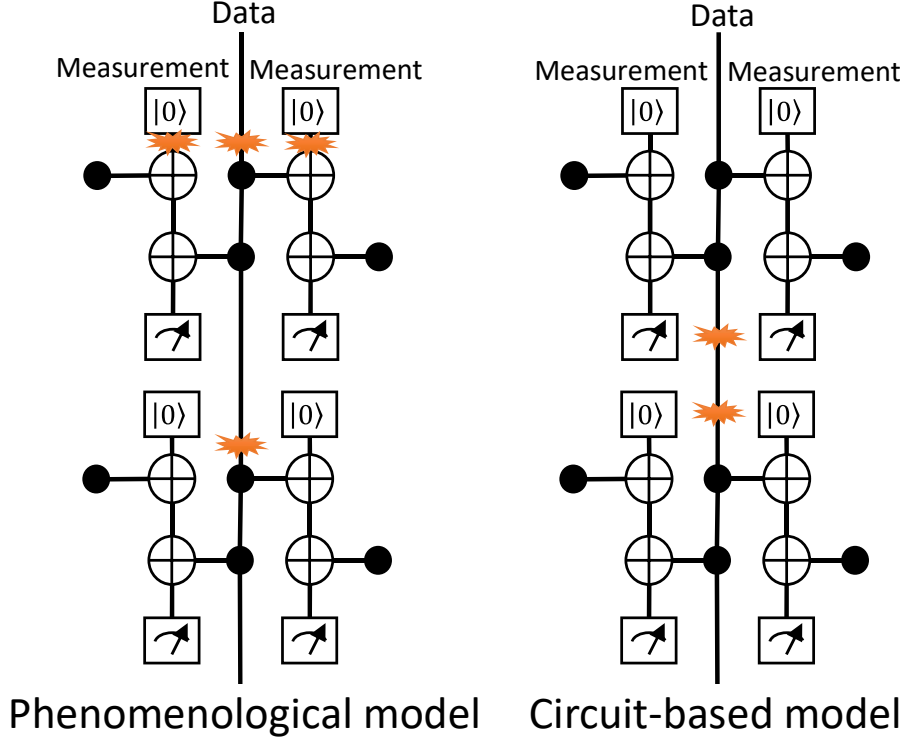 Data
Data
Measurement
Measurement
Measurement
Measurement
|0⟩
|0⟩
|0⟩
|0⟩
|0⟩
|0⟩
|0⟩
|0⟩
Phenomenological model
Circuit-based model